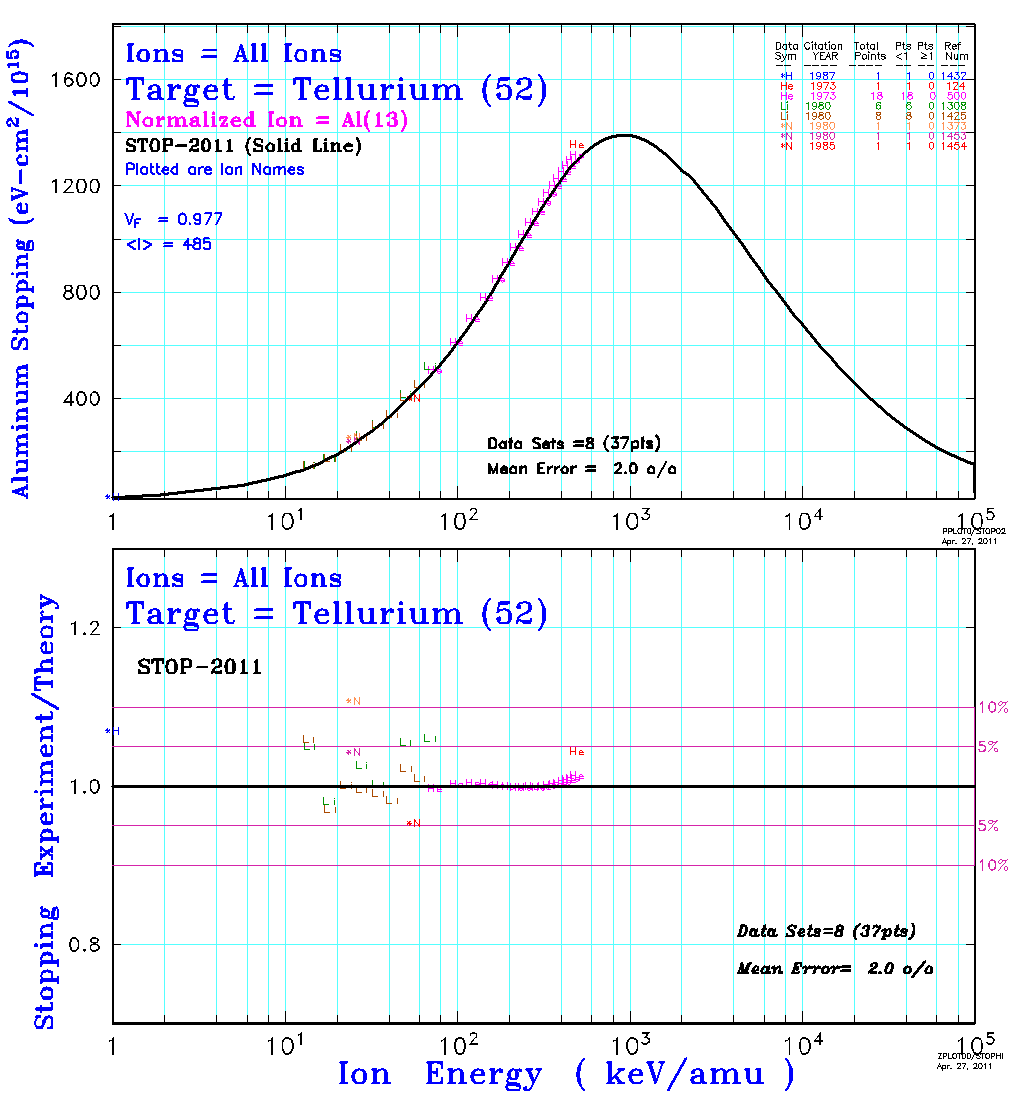 Ions = All Ions
Target = Tellurium (52)
Normalized Ion = Al(13)
STOP-2011 (Solid Line)
Plotted are Ion Names
VF = 0.977
<I> = 485
Data Citation Total Pts Pts Ref
Sym YEAR Points <1 ≥1 Num
*H 1987 1 1 0 1432
He 1973 1 1 0 124
He 1973 18 18 0 500
Li 1980 6 6 0 1308
Li 1980 8 8 0 1425
*N 1980 1 1 0 1373
*N 1980 1 1 0 1453
*N 1985 1 1 0 1454
Aluminum Stopping (eV-cm²/10¹⁵)
1600
1200
800
400
Data Sets =8 (37pts)
Mean Error = 2.0 o/o
1 10¹ 10² 10³ 10⁴ 10⁵
PPLOT0/STOP02
Apr. 27, 2011
Ions = All Ions
Target = Tellurium (52)
STOP-2011
Stopping Experiment/Theory
1.2
1.0
0.8
10%
5%
5%
10%
Data Sets=8 (37pts)
Mean Error= 2.0 o/o
1 10¹ 10² 10³ 10⁴ 10⁵
ZPLOT0D/STOPHI
Apr. 27, 2011
Ion Energy ( keV/amu )